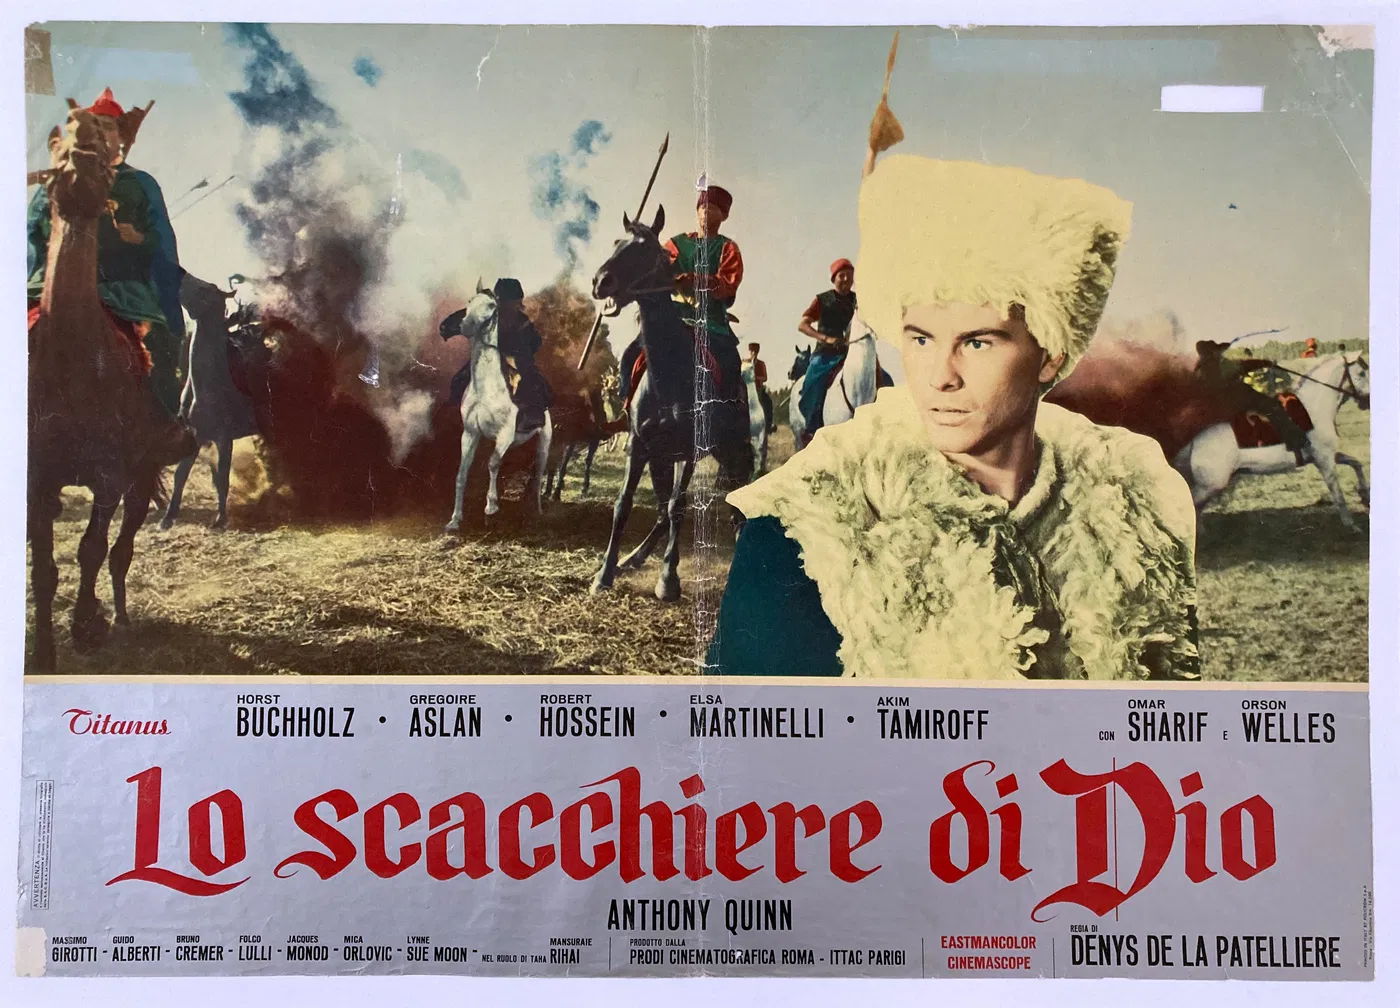 Titanus
HORST BUCHHOLZ • GREGOIRE ASLAN • ROBERT HOSSEIN • ELSA MARTINELLI • AKIM TAMIROFF CON OMAR SHARIF E ORSON WELLES
Lo scacchiere di Dio
ANTHONY QUINN
MASSIMO GIROTTI - GUIDO ALBERTI - BRUNO CREMER - FOLCO LULLI - JACQUES MONOD - MICA ORLOVIC - LYNNE SUE MOON - NEL RUOLO DI TAHA MANSURAIE RIHAI
PRODOTTO DALLA
PRODI CINEMATOGRAFICA ROMA - ITTAC PARIGI
EASTMANCOLOR
CINEMASCOPE
REGIA DI
DENYS DE LA PATELLIERE
AVVERTENZA